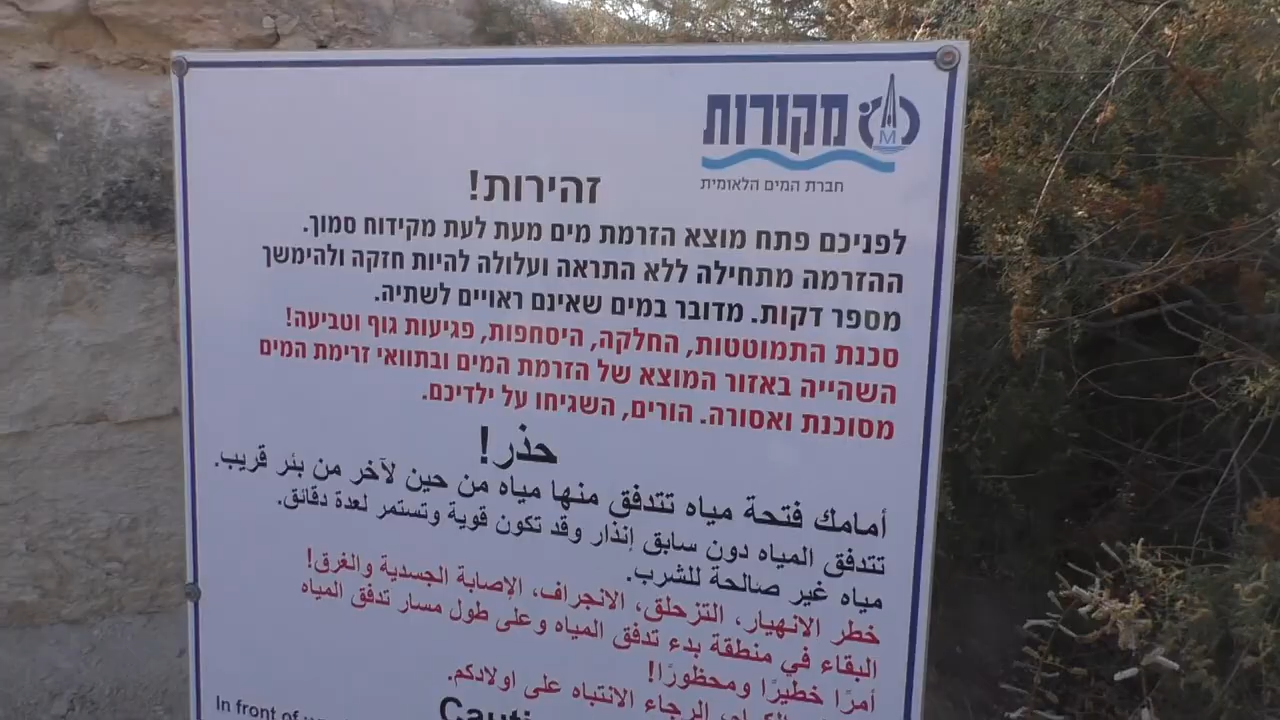 מקורות
M
חברת המים הלאומית
זהירות!
לפניכם פתח מוצא הזרמת מים מעת לעת מקידוח סמוך.
ההזרמה מתחילה ללא התראה ועלולה להיות חזקה ולהימשך
מספר דקות. מדובר במים שאינם ראויים לשתיה.
סכנת התמוטטות, החלקה, היסחפות, פגיעות גוף וטביעה!
השהייה באזור המוצא של הזרמת המים ובתוואי זרימת המים
מסוכנת ואסורה. הורים, השגיחו על ילדיכם.
حذر!
أمامك فتحة مياه تتدفق منها مياه من حين لآخر من بئر قريب.
تتدفق المياه دون سابق إنذار وقد تكون قوية وتستمر لعدة دقائق.
مياه غير صالحة للشرب.
خطر الانهيار، التزحلق، الانجراف، الإصابة الجسدية والغرق!
البقاء في منطقة بدء تدفق المياه وعلى طول مسار تدفق المياه
أمرًا خطيرًا ومحظورًا!
الرجاء الانتباه على اولادكم.
In front of